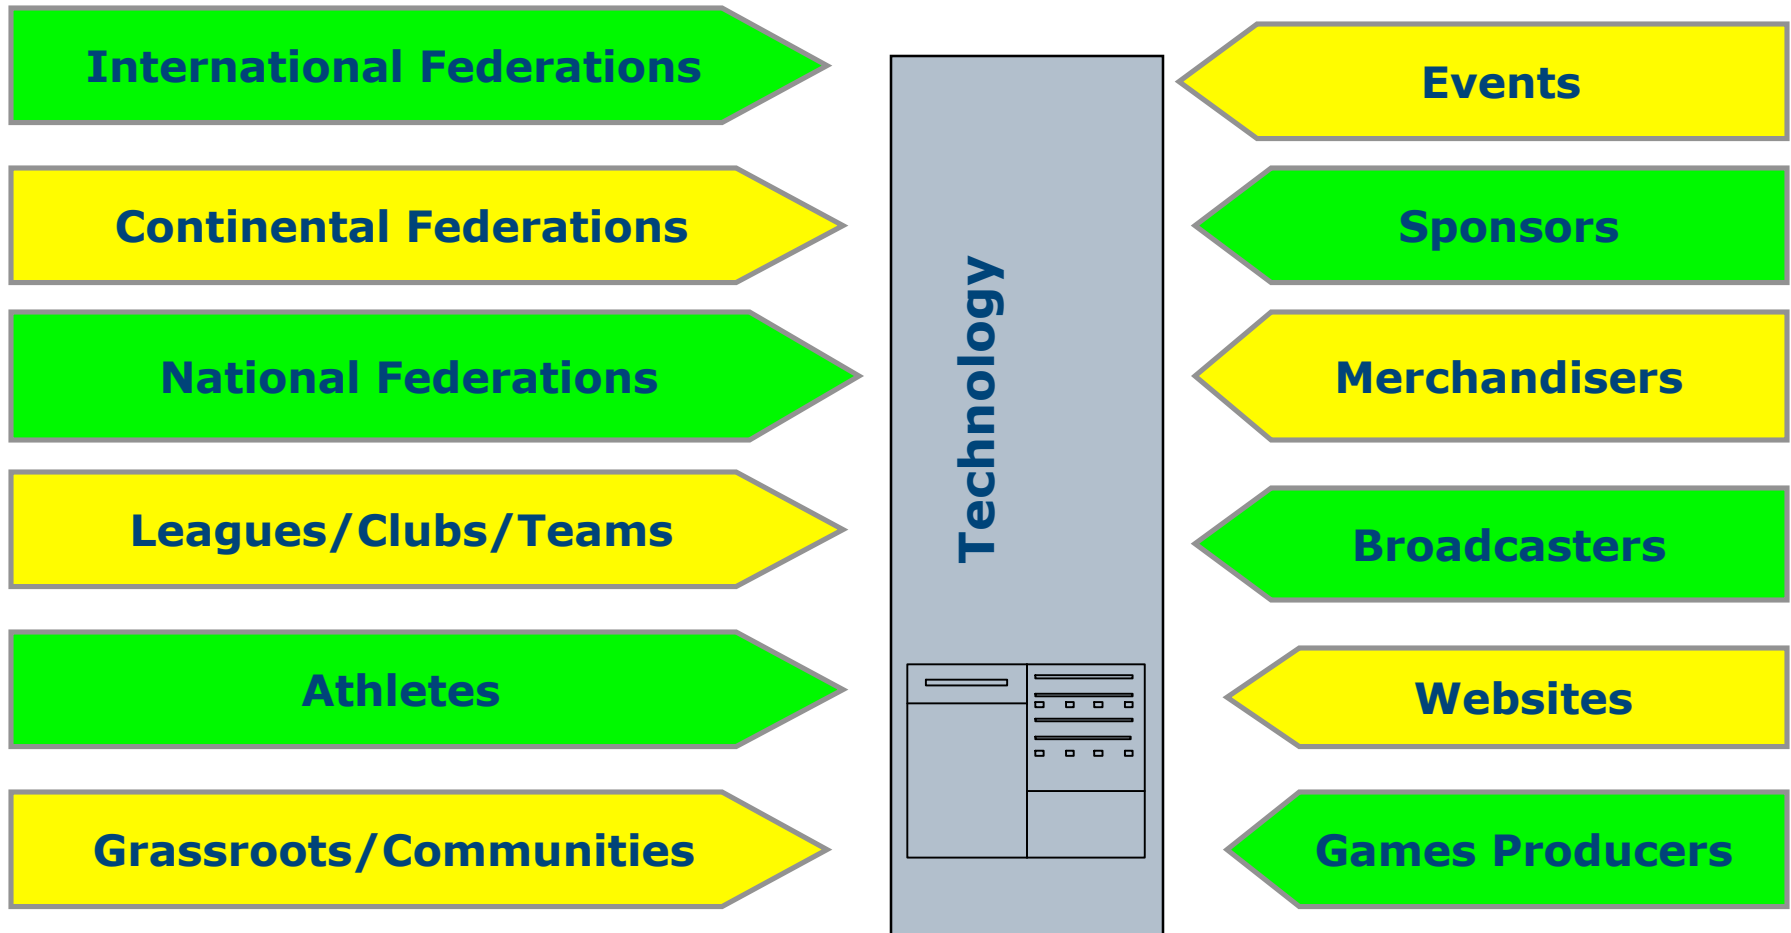 International Federations
Continental Federations
National Federations
Leagues/Clubs/Teams
Athletes
Grassroots/Communities
Technology
Events
Sponsors
Merchandisers
Broadcasters
Websites
Games Producers